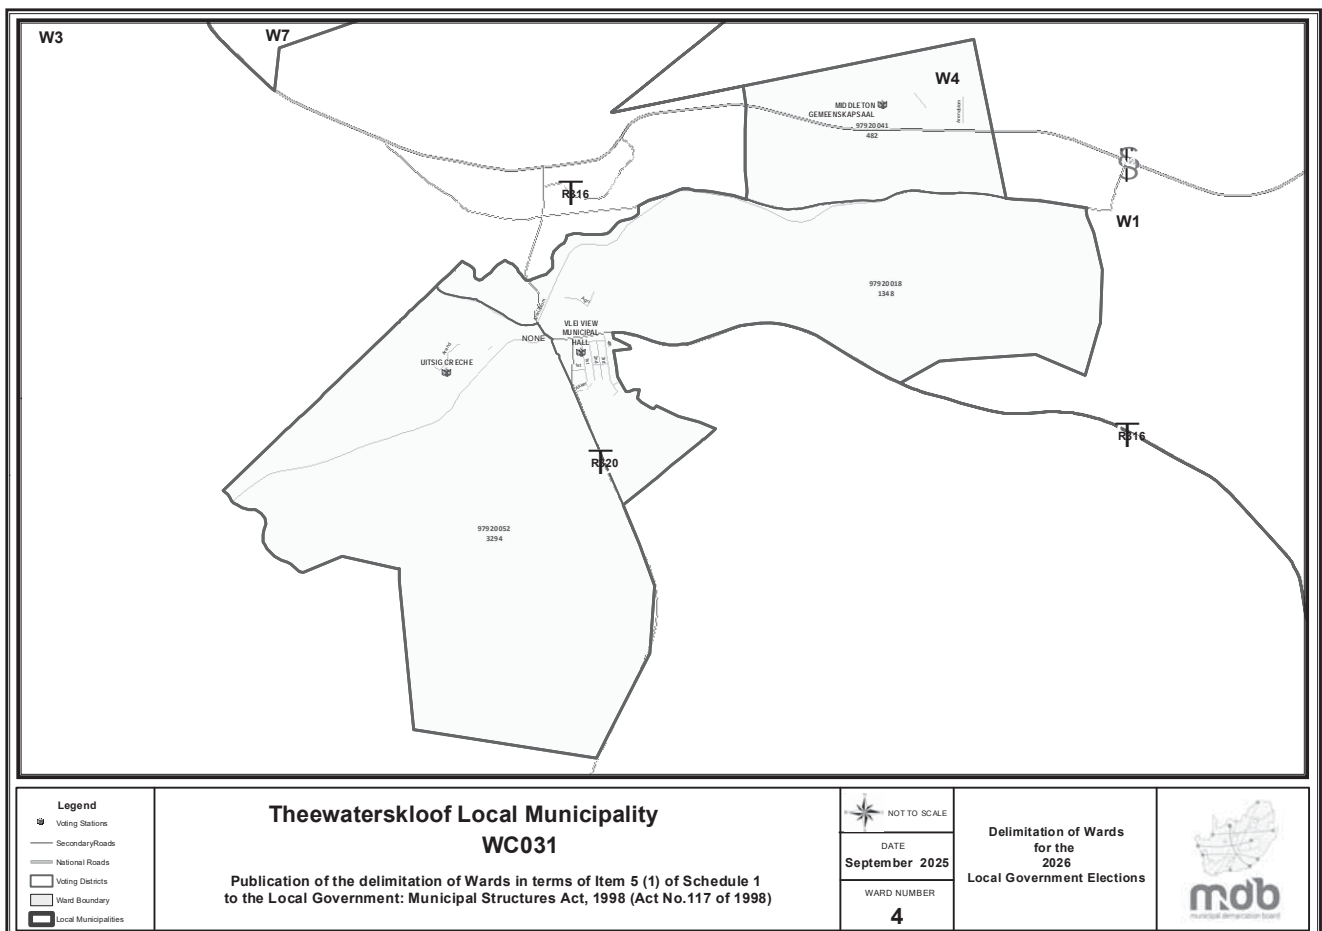 W3
W7
W4
MIDDLETON
GEMEENSKAPSAAL
97920041
482
R316
W1
97920018
1348
VLEI VIEW
MUNICIPAL
HALL
NONE
UITSIG CRECHE
R316
R320
97920052
3294
Legend
Voting Stations
SecondaryRoads
National Roads
Voting Districts
Ward Boundary
Local Municipalities
Theewaterskloof Local Municipality
WC031
Publication of the delimitation of Wards in terms of Item 5 (1) of Schedule 1
to the Local Government: Municipal Structures Act, 1998 (Act No.117 of 1998)
NOT TO SCALE
DATE
September 2025
WARD NUMBER
4
Delimitation of Wards
for the
2026
Local Government Elections
mdb
municipal demarcation board